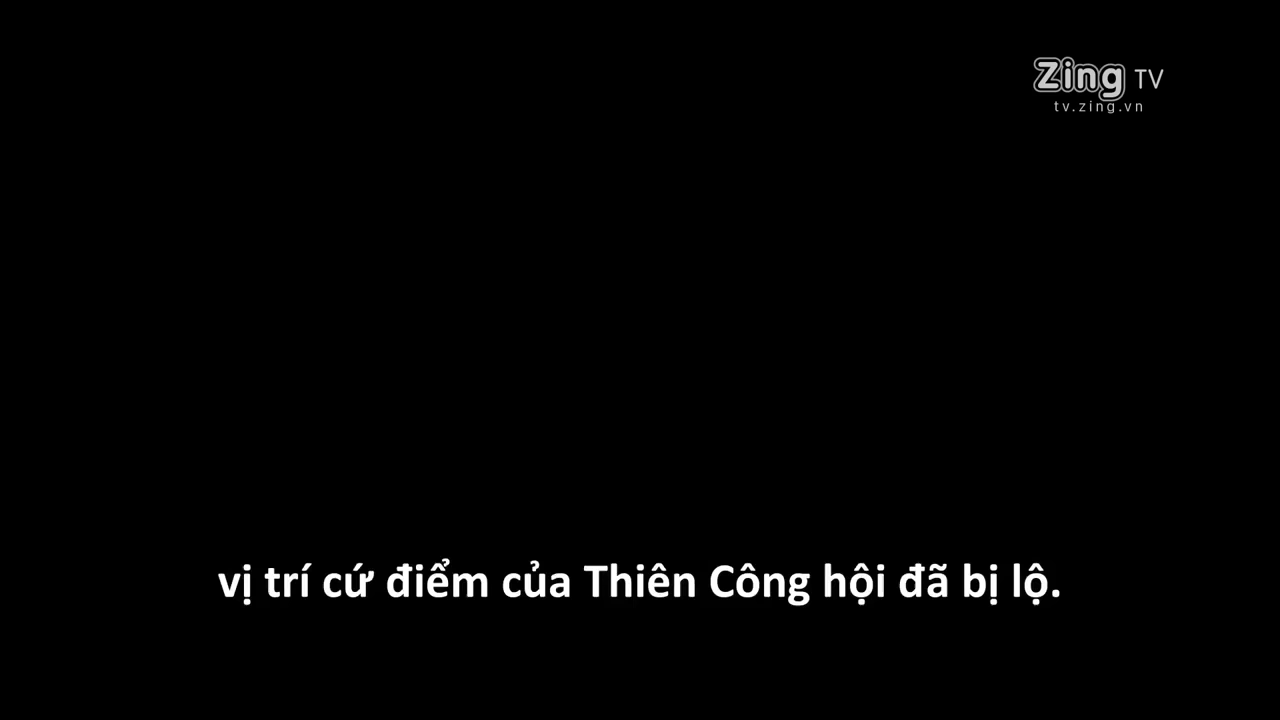 Zing TV
tv.zing.vn
vị trí cứ điểm của Thiên Công hội đã bị lộ.